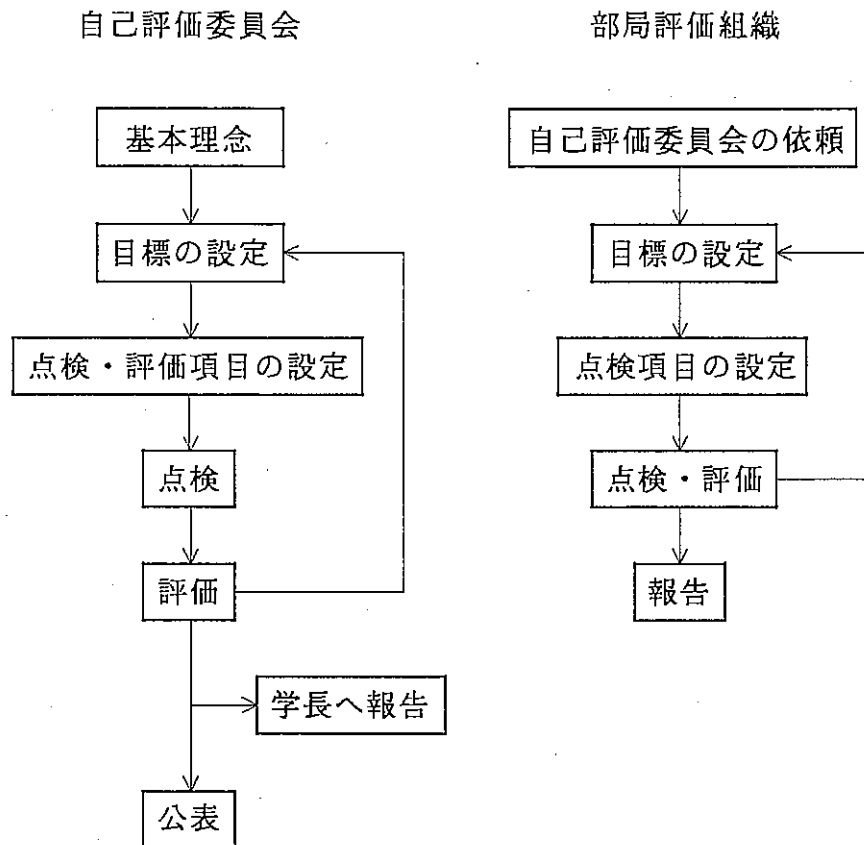 自己評価委員会
基本理念
目標の設定
点検・評価項目の設定
点検
評価
学長へ報告
公表
部局評価組織
自己評価委員会の依頼
目標の設定
点検項目の設定
点検・評価
報告